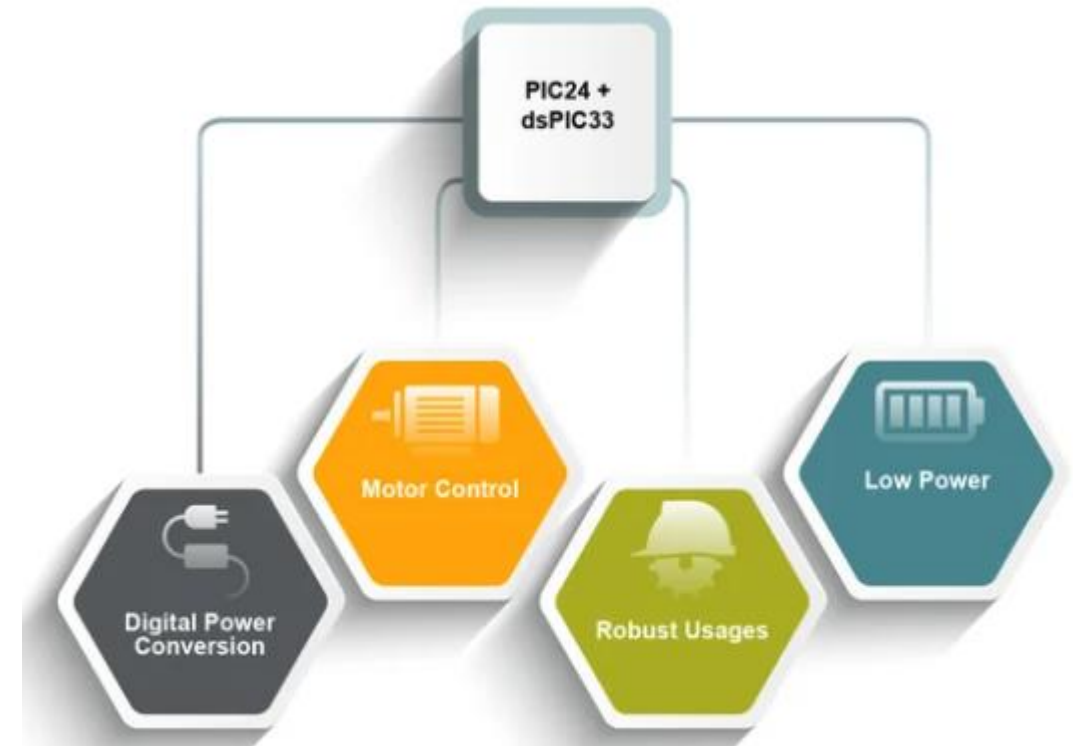 PIC24 +
dsPIC33
Motor Control
Low Power
Digital Power
Conversion
Robust Usages